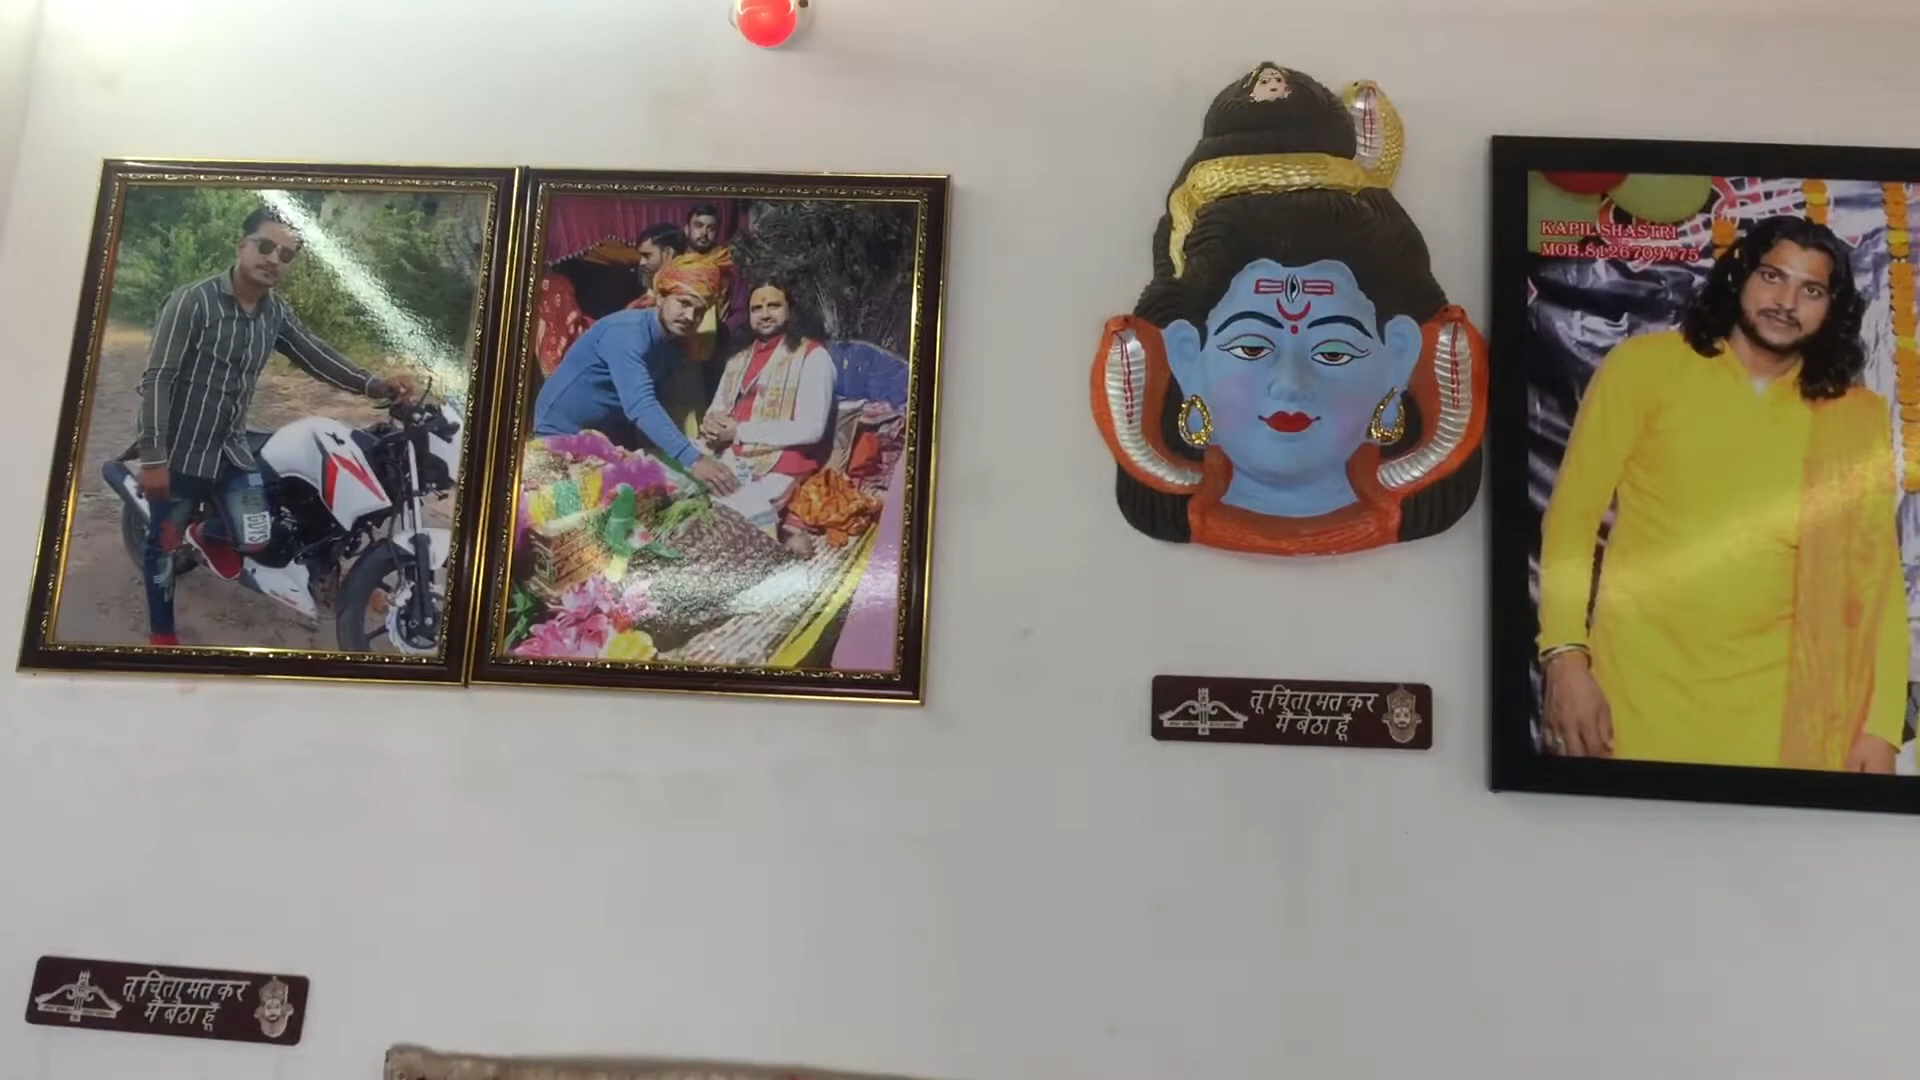 KAPIL SHASTRI
MOB.8126709475
तू चिंता मत कर
मैं बैठा हूँ
तू चिंता मत कर
मैं बैठा हूँ